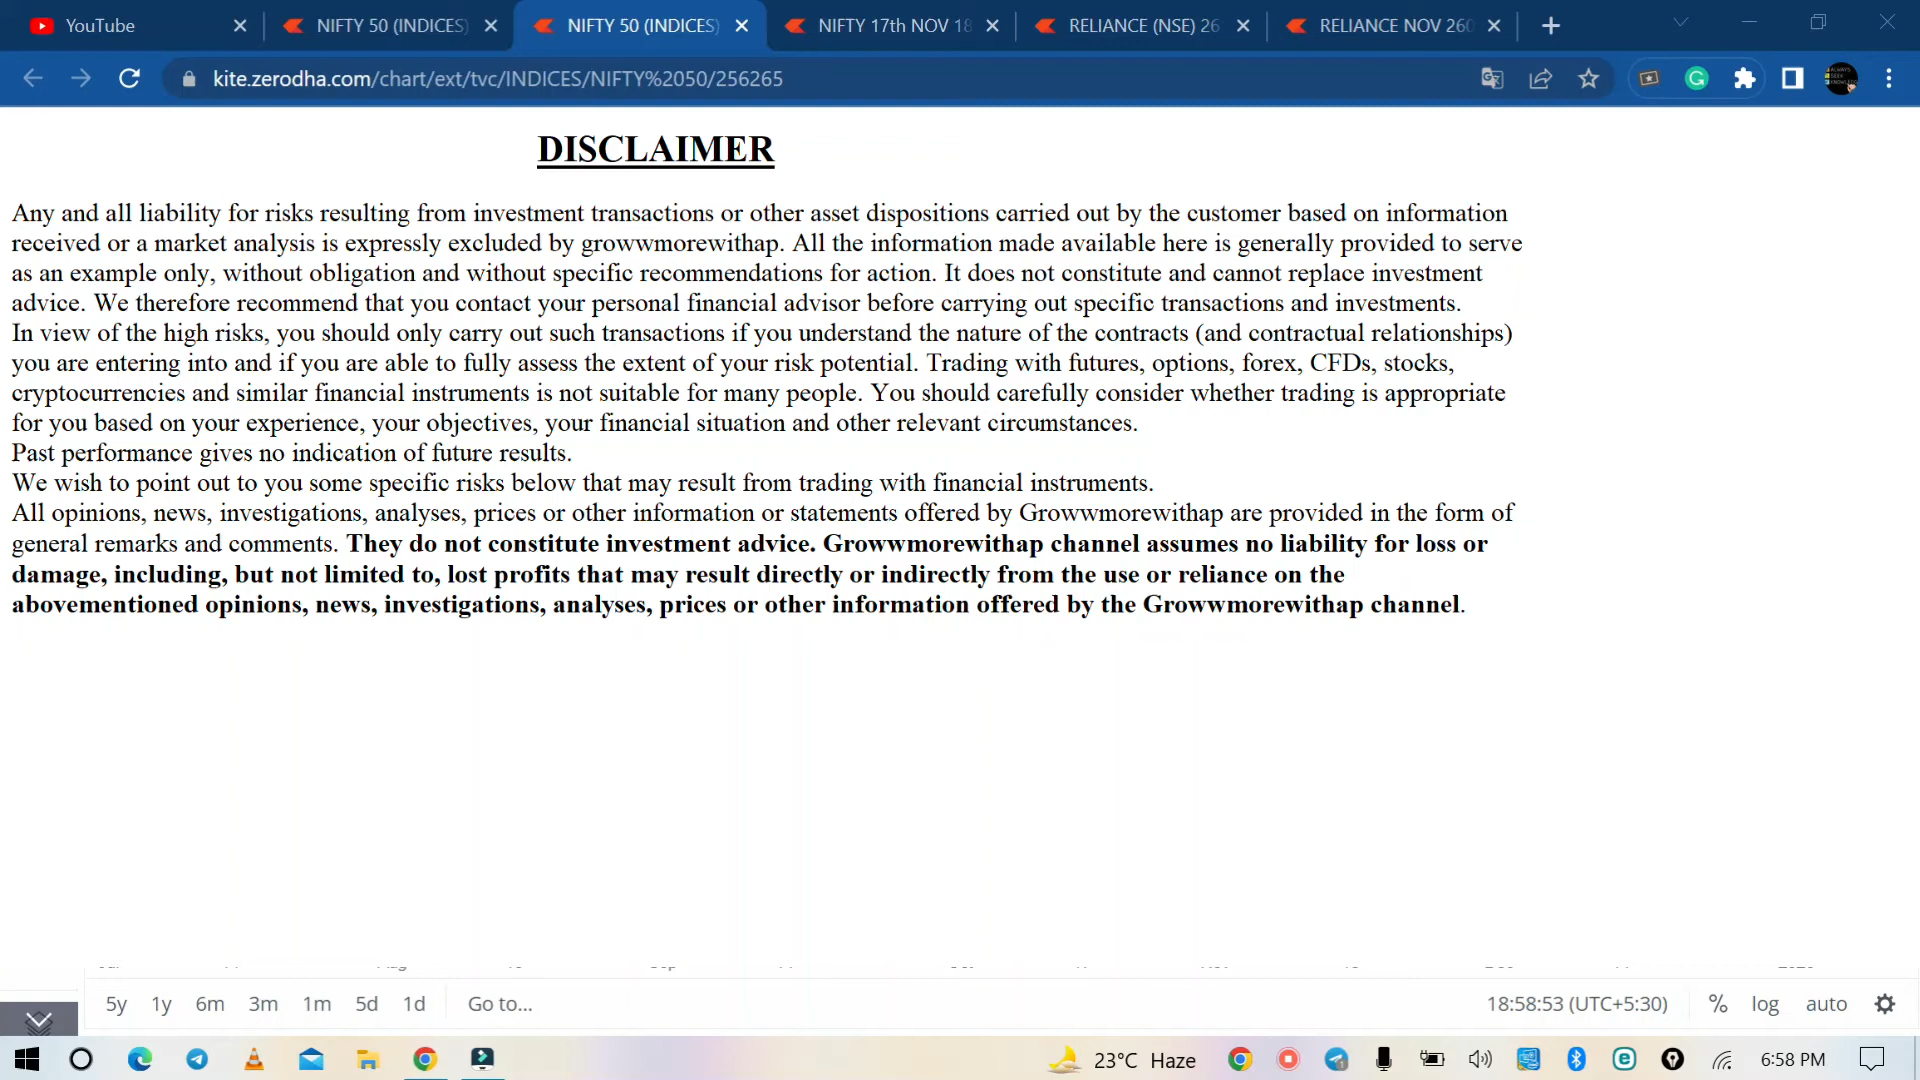 YouTube
NIFTY 50 (INDICES)
NIFTY 50 (INDICES)
NIFTY 17th NOV 18
RELIANCE (NSE) 26
RELIANCE NOV 260
kite.zerodha.com/chart/ext/tvc/INDICES/NIFTY%2050/256265
DISCLAIMER
Any and all liability for risks resulting from investment transactions or other asset dispositions carried out by the customer based on information
received or a market analysis is expressly excluded by growwmorewithap. All the information made available here is generally provided to serve
as an example only, without obligation and without specific recommendations for action. It does not constitute and cannot replace investment
advice. We therefore recommend that you contact your personal financial advisor before carrying out specific transactions and investments.
In view of the high risks, you should only carry out such transactions if you understand the nature of the contracts (and contractual relationships)
you are entering into and if you are able to fully assess the extent of your risk potential. Trading with futures, options, forex, CFDs, stocks,
cryptocurrencies and similar financial instruments is not suitable for many people. You should carefully consider whether trading is appropriate
for you based on your experience, your objectives, your financial situation and other relevant circumstances.
Past performance gives no indication of future results.
We wish to point out to you some specific risks below that may result from trading with financial instruments.
All opinions, news, investigations, analyses, prices or other information or statements offered by Growwmorewithap are provided in the form of
general remarks and comments. They do not constitute investment advice. Growwmorewithap channel assumes no liability for loss or
damage, including, but not limited to, lost profits that may result directly or indirectly from the use or reliance on the
abovementioned opinions, news, investigations, analyses, prices or other information offered by the Growwmorewithap channel.
5y 1y 6m 3m 1m 5d 1d Go to... 18:58:53 (UTC+5:30) % log auto
23°C Haze 6:58 PM